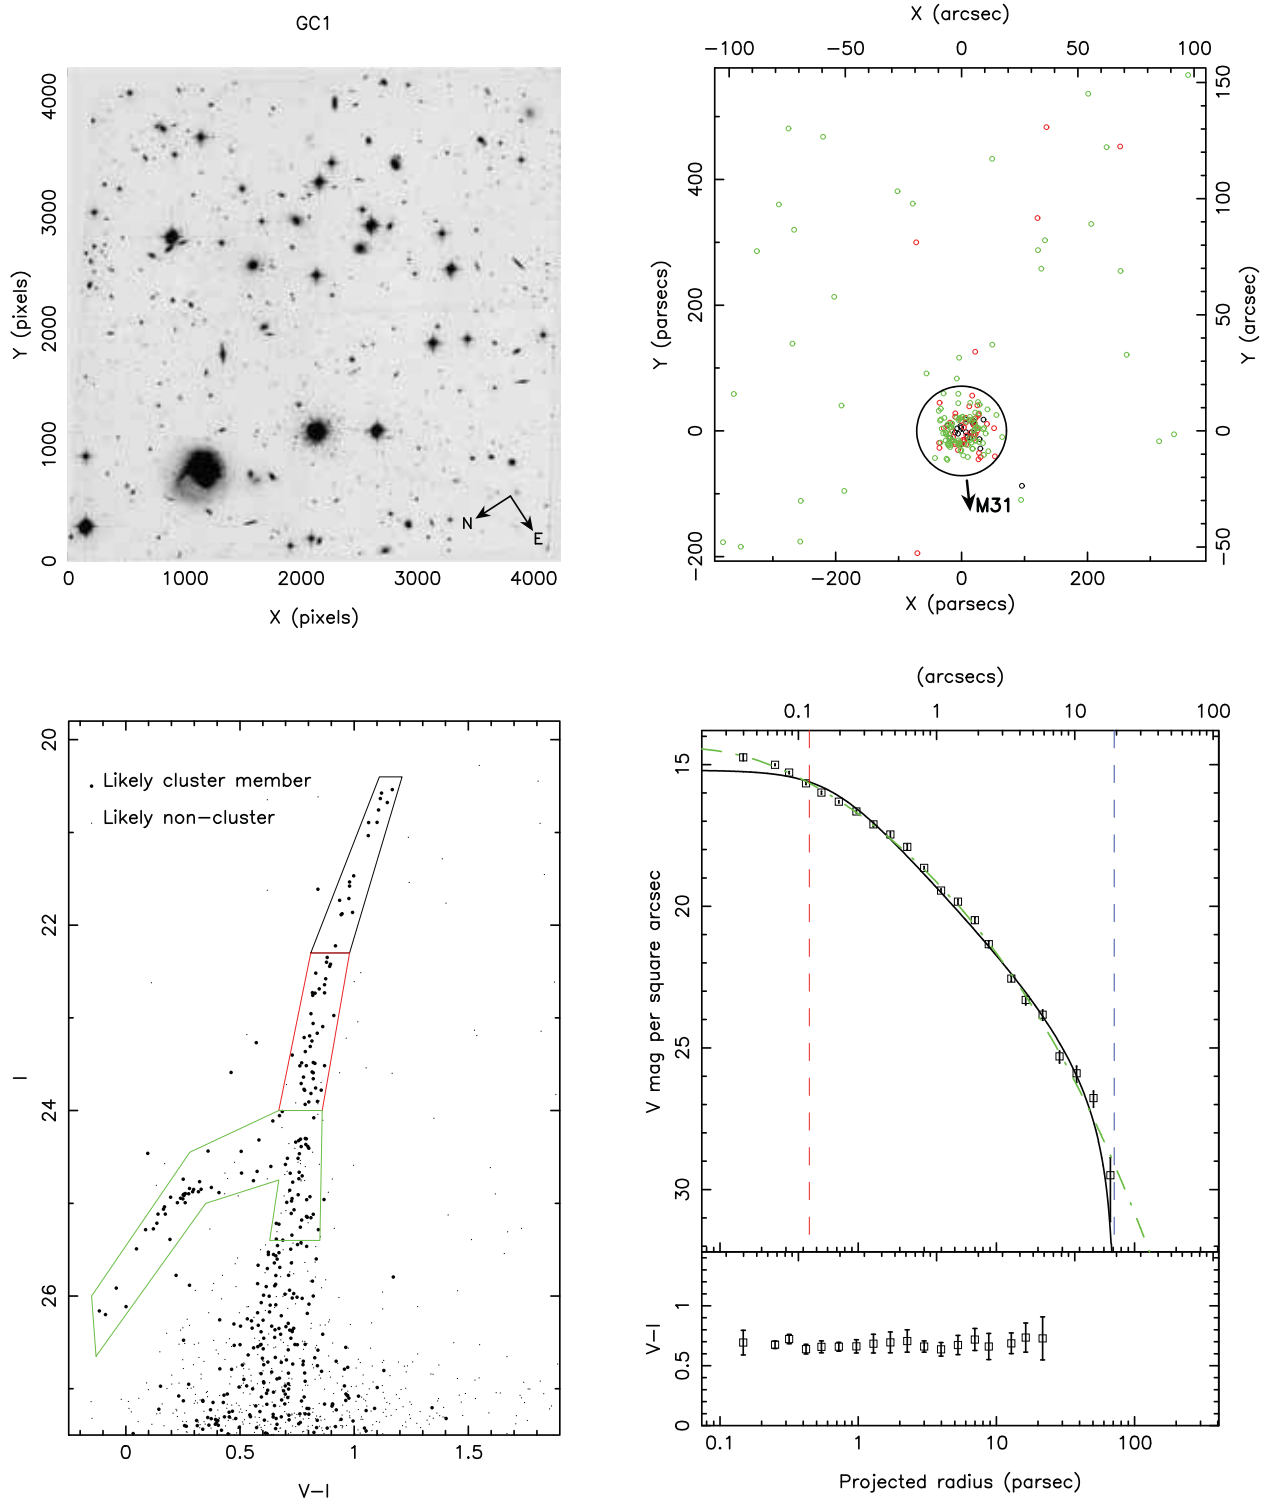 GC1
X (arcsec)
−100 −50 0 50 100
4000
3000
2000
1000
0
Y (pixels)
N
E
0 1000 2000 3000 4000
X (pixels)
400
200
0
−200
Y (parsecs)
150
100
50
0
−50
Y (arcsec)
M31
−200 0 200
X (parsecs)
20
22
24
26
I
Likely cluster member
Likely non−cluster
0 0.5 1 1.5
V−I
(arcsecs)
0.1 1 10 100
15
20
25
30
V mag per square arcsec
1
0.5
0
V−I
0.1 1 10 100
Projected radius (parsec)